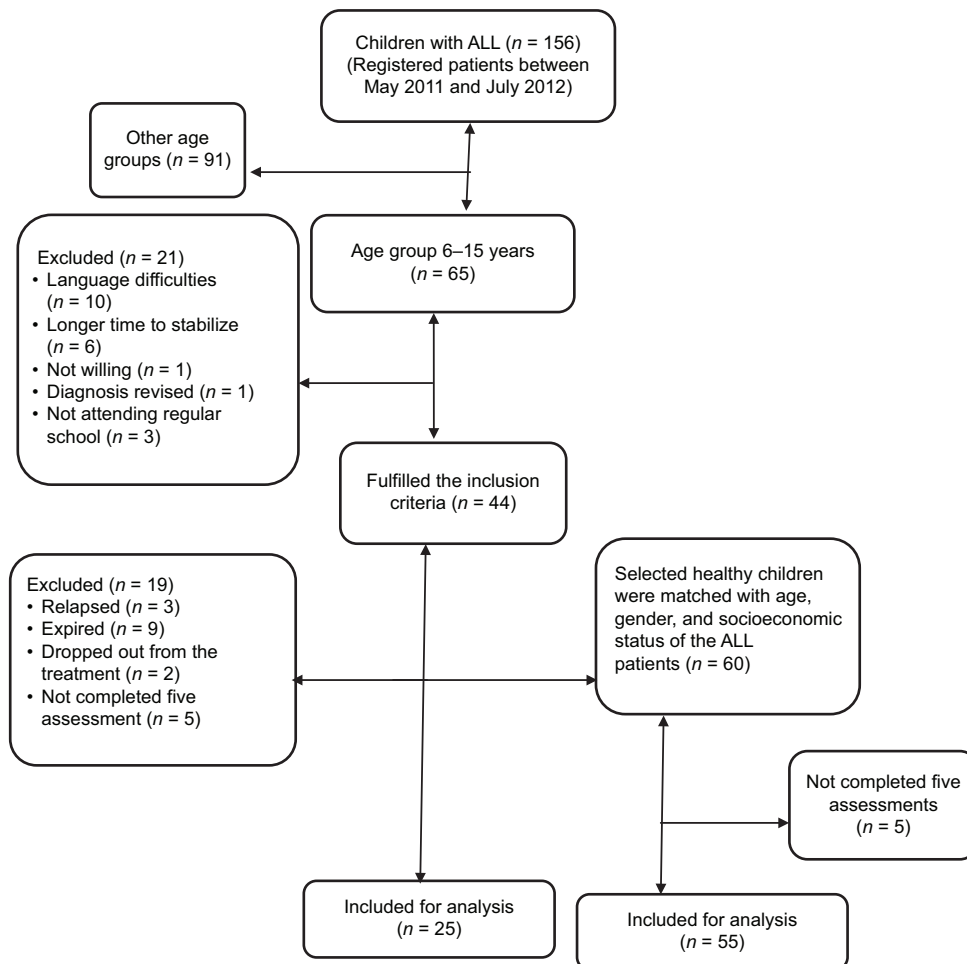 Children with ALL (n = 156)
(Registered patients between
May 2011 and July 2012)
Other age
groups (n = 91)
Age group 6–15 years
(n = 65)
Excluded (n = 21)
• Language difficulties
(n = 10)
• Longer time to stabilize
(n = 6)
• Not willing (n = 1)
• Diagnosis revised (n = 1)
• Not attending regular
school (n = 3)
Fulfilled the inclusion
criteria (n = 44)
Excluded (n = 19)
• Relapsed (n = 3)
• Expired (n = 9)
• Dropped out from the
treatment (n = 2)
• Not completed five
assessment (n = 5)
Selected healthy children
were matched with age,
gender, and socioeconomic
status of the ALL
patients (n = 60)
Not completed five
assessments
(n = 5)
Included for analysis
(n = 25)
Included for analysis
(n = 55)